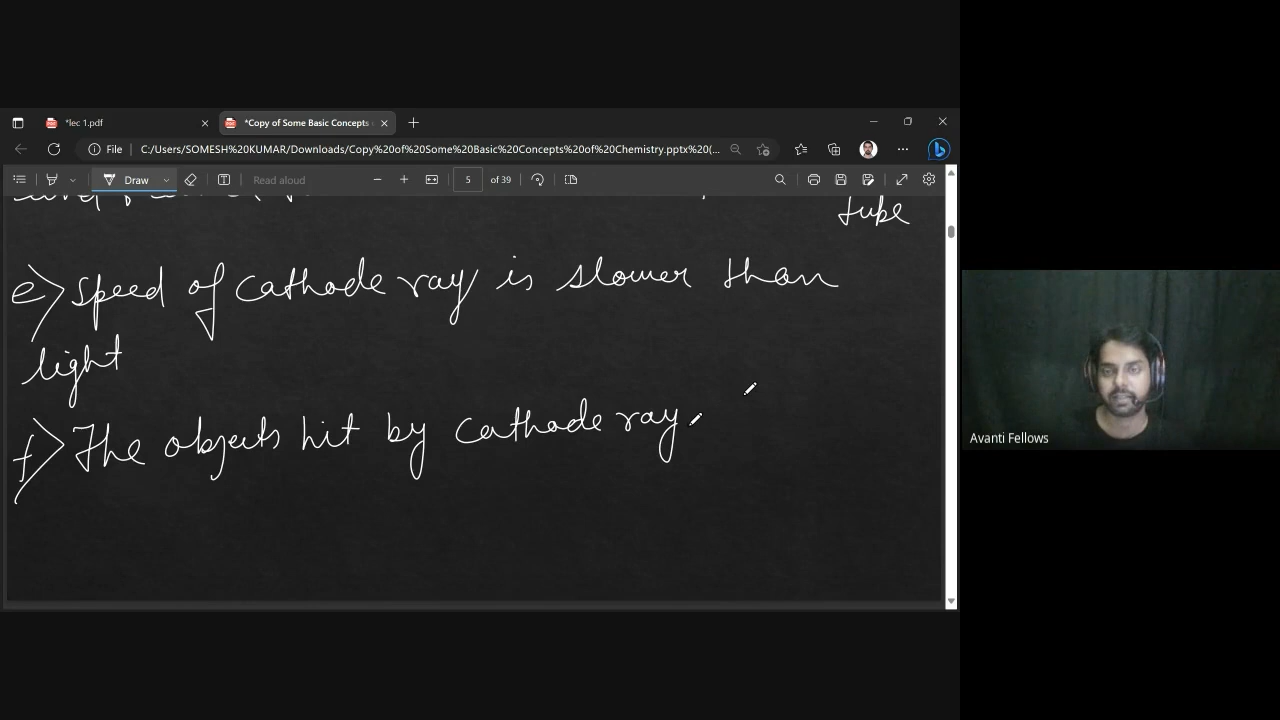 *lec 1.pdf
*Copy of Some Basic Concepts
File
C:/Users/SOMESH%20KUMAR/Downloads/Copy%20of%20Some%20Basic%20Concepts%20of%20Chemistry.pptx%20(...
Draw
Read aloud
5 of 39
tube
e> Speed of cathode ray is slower than
light
f> The objects hit by cathode ray.
Avanti Fellows